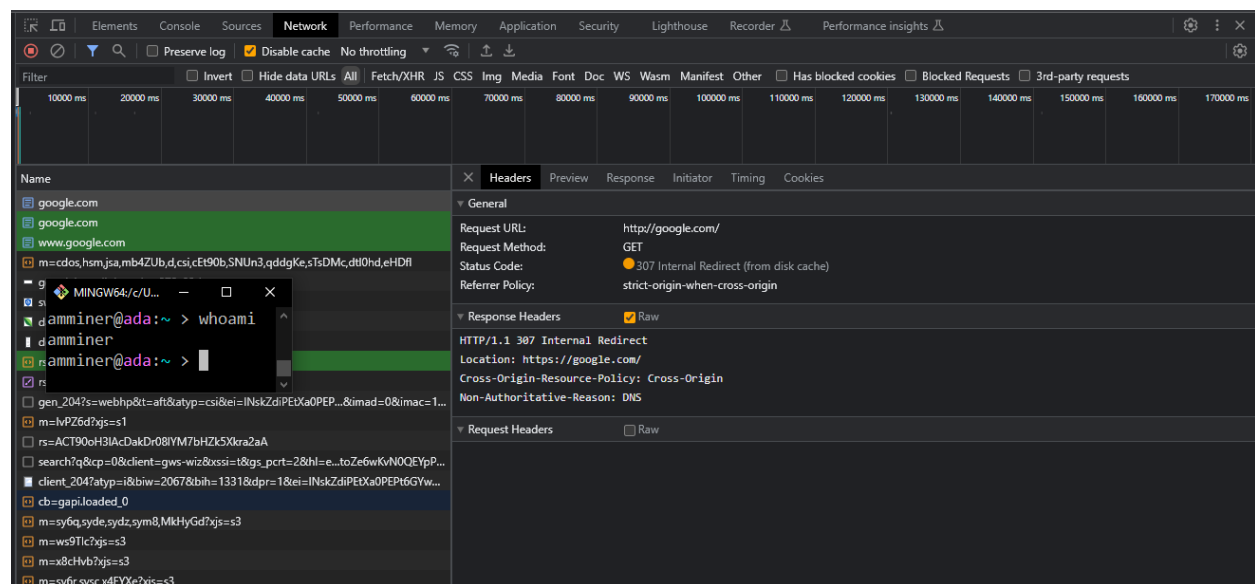 Elements Console Sources Network Performance Memory Application Security Lighthouse Recorder Performance insights
Preserve log Disable cache No throttling
Filter Invert Hide data URLs All Fetch/XHR JS CSS Img Media Font Doc WS Wasm Manifest Other Has blocked cookies Blocked Requests 3rd-party requests
10000 ms 20000 ms 30000 ms 40000 ms 50000 ms 60000 ms 70000 ms 80000 ms 90000 ms 100000 ms 110000 ms 120000 ms 130000 ms 140000 ms 150000 ms 160000 ms 170000 ms
Name
google.com
google.com
www.google.com
m=cdos,hsm,jsa,mb4ZUb,d,csi,cEt90b,SNUn3,qddgKe,sTsDMc,dtl0hd,eHDfl
MINGW64:/c/U...
amminer@ada:~ > whoami
amminer
amminer@ada:~ >
gen_204?s=webhp&t=aft&atyp=csi&ei=INskZdiPEtXa0PEP...&imad=0&imac=1...
m=lvPZ6d?xjs=s1
rs=ACT90oH3IAcDakDr08IYM7bHZk5Xkra2aA
search?q&cp=0&client=gws-wiz&xssi=t&gs_pcrt=2&hl=e...toZe6wKvN0QEYpP...
client_204?atyp=i&biw=2067&bih=1331&dpr=1&ei=INskZdiPEtXa0PEPt6GYw...
cb=gapi.loaded_0
m=sy6q,syde,sydz,sym8,MkHyGd?xjs=s3
m=ws9Tlc?xjs=s3
m=x8cHvb?xjs=s3
m=sy6r,sysc,x4FYXe?xjs=s3
Headers Preview Response Initiator Timing Cookies
General
Request URL: http://google.com/
Request Method: GET
Status Code: 307 Internal Redirect (from disk cache)
Referrer Policy: strict-origin-when-cross-origin
Response Headers Raw
HTTP/1.1 307 Internal Redirect
Location: https://google.com/
Cross-Origin-Resource-Policy: Cross-Origin
Non-Authoritative-Reason: DNS
Request Headers Raw